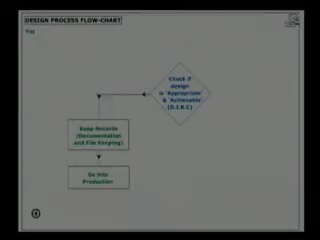 DESIGN PROCESS FLOW-CHART
Yes
Check if
design
is 'Appropriate'
& 'Achievable'
(D.I.R.C)
Keep Records
(Documentation
and File Keeping)
Go into
Production